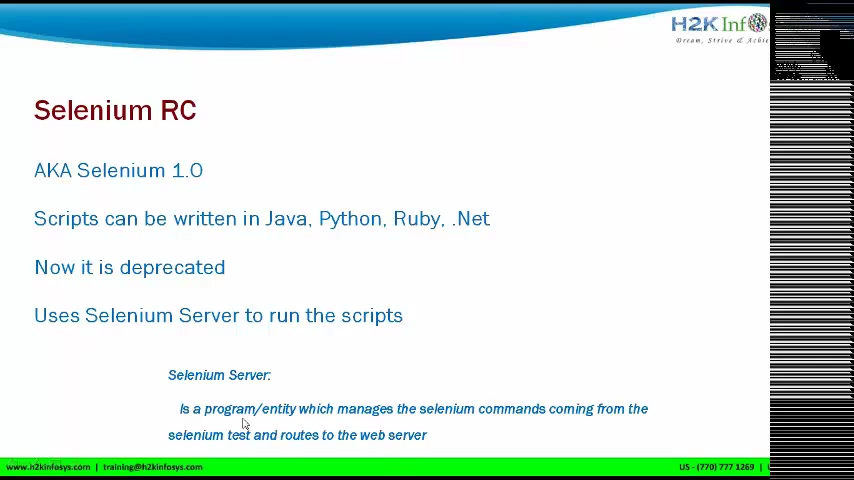 H2K Inf
Dream, Strive & Achie
Selenium RC
AKA Selenium 1.0
Scripts can be written in Java, Python, Ruby, .Net
Now it is deprecated
Uses Selenium Server to run the scripts
Selenium Server:
Is a program/entity which manages the selenium commands coming from the
selenium test and routes to the web server
www.h2kinfosys.com | training@h2kinfosys.com
US - (770) 777 1269 |